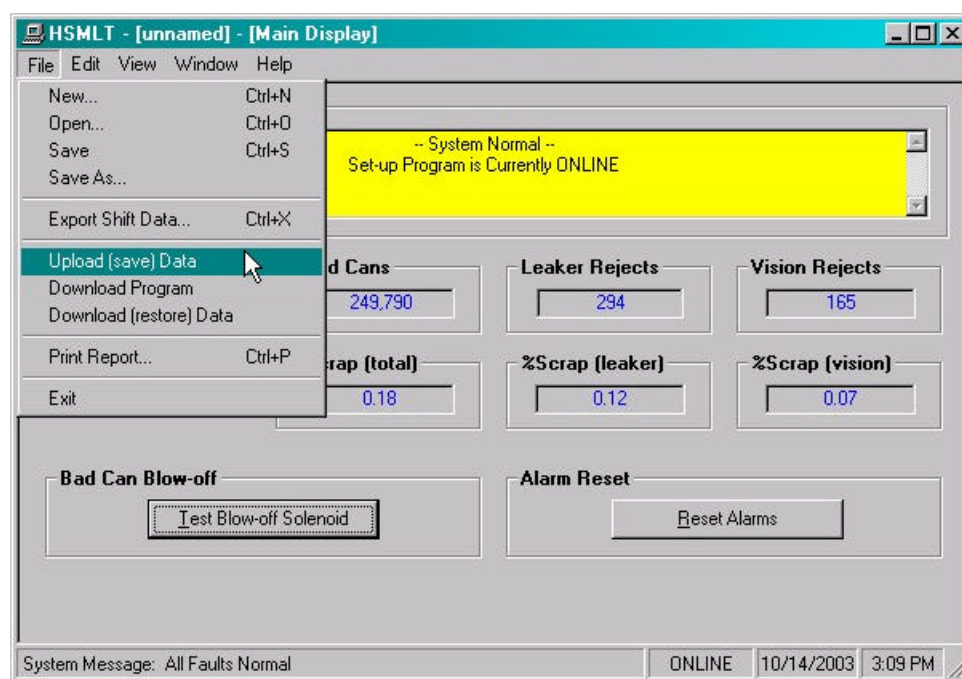 HSMLT - [unnamed] - [Main Display]
File Edit View Window Help
New... Ctrl+N
Open... Ctrl+O
Save Ctrl+S
Save As...
Export Shift Data... Ctrl+X
Upload (save) Data
Download Program
Download (restore) Data
Print Report... Ctrl+P
Exit
-- System Normal --
Set-up Program is Currently ONLINE
d Cans Leaker Rejects Vision Rejects
249,790 294 165
rap (total) %Scrap (leaker) %Scrap (vision)
0.18 0.12 0.07
Bad Can Blow-off Alarm Reset
Test Blow-off Solenoid Reset Alarms
System Message: All Faults Normal ONLINE 10/14/2003 3:09 PM